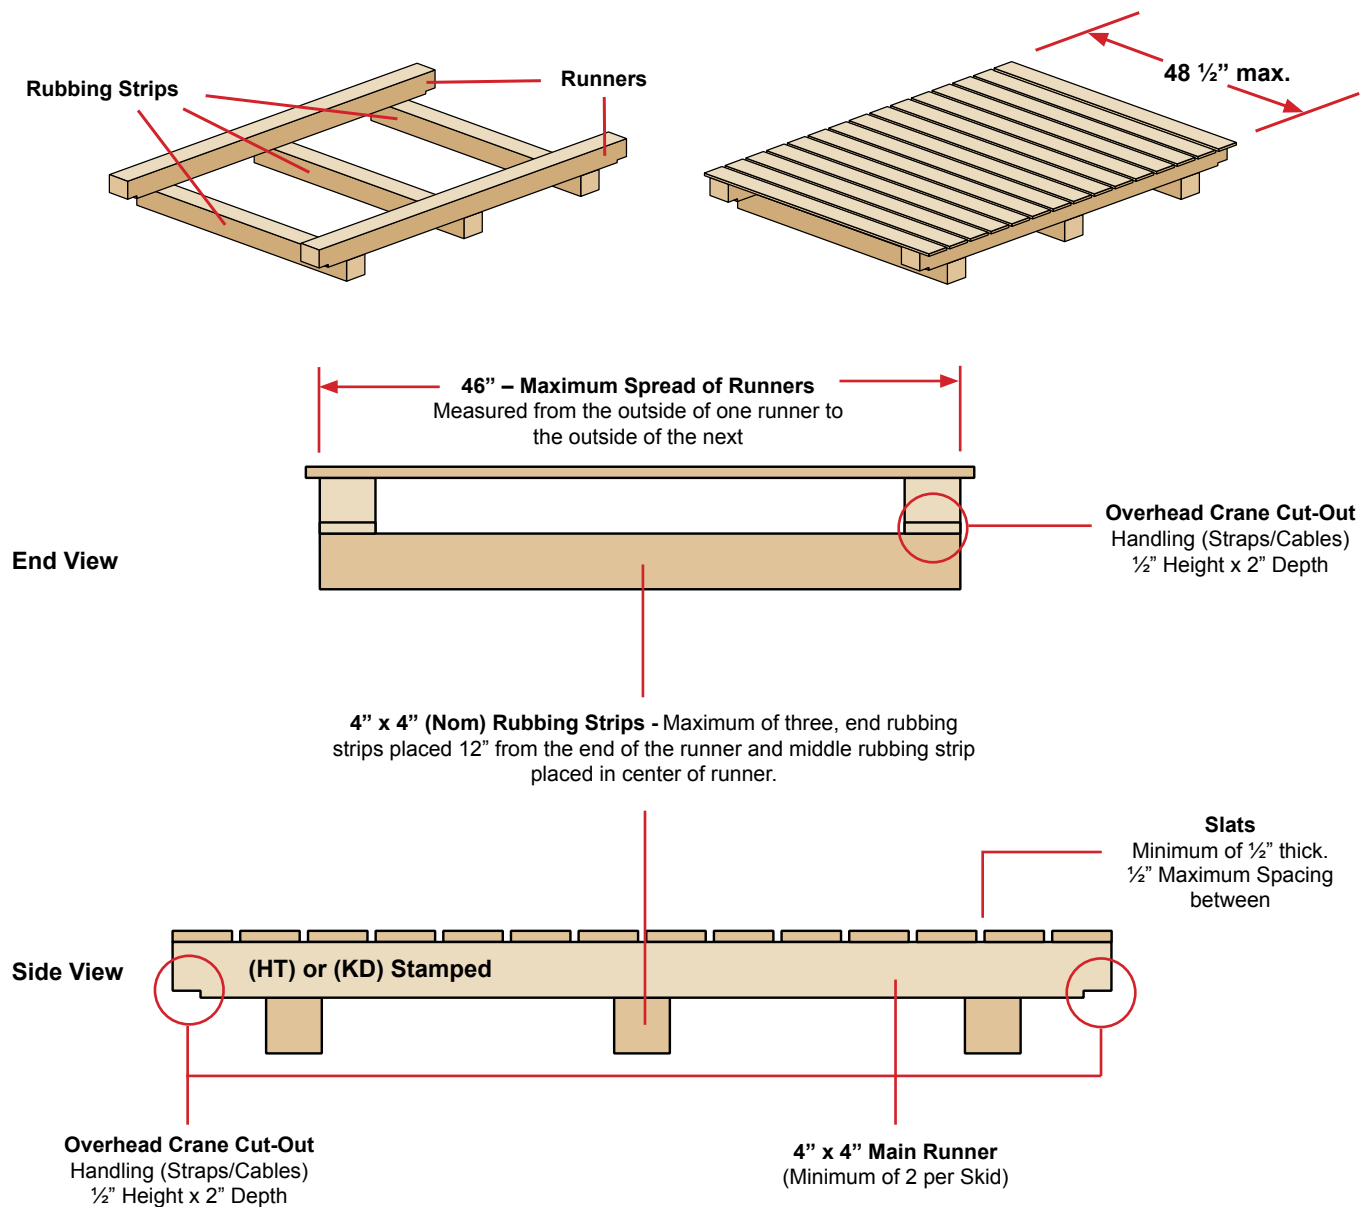 Rubbing Strips
Runners
48 ½” max.
46” – Maximum Spread of Runners
Measured from the outside of one runner to
the outside of the next
End View
Overhead Crane Cut-Out
Handling (Straps/Cables)
½” Height x 2” Depth
4” x 4” (Nom) Rubbing Strips - Maximum of three, end rubbing
strips placed 12” from the end of the runner and middle rubbing strip
placed in center of runner.
Slats
Minimum of ½” thick.
½” Maximum Spacing
between
Side View
(HT) or (KD) Stamped
Overhead Crane Cut-Out
Handling (Straps/Cables)
½” Height x 2” Depth
4” x 4” Main Runner
(Minimum of 2 per Skid)